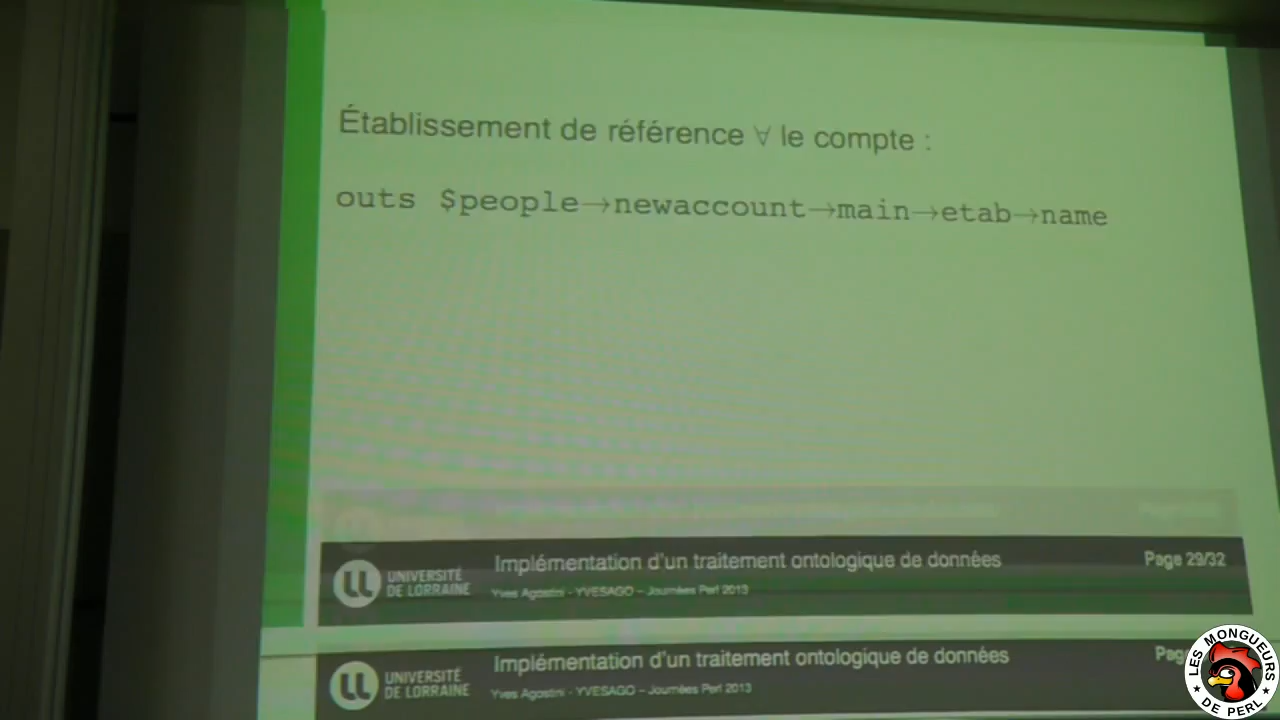 Établissement de référence ∀ le compte :
outs $people→newaccount→main→etab→name
UNIVERSITÉ
DE LORRAINE
Implémentation d'un traitement ontologique de données
Yves Agostini - YVESAGO – Journées Perl 2013
Page 29/32
UNIVERSITÉ
DE LORRAINE
Implémentation d'un traitement ontologique de données
Yves Agostini - YVESAGO – Journées Perl 2013
LES MONGUEURS
★ DE PERL ★